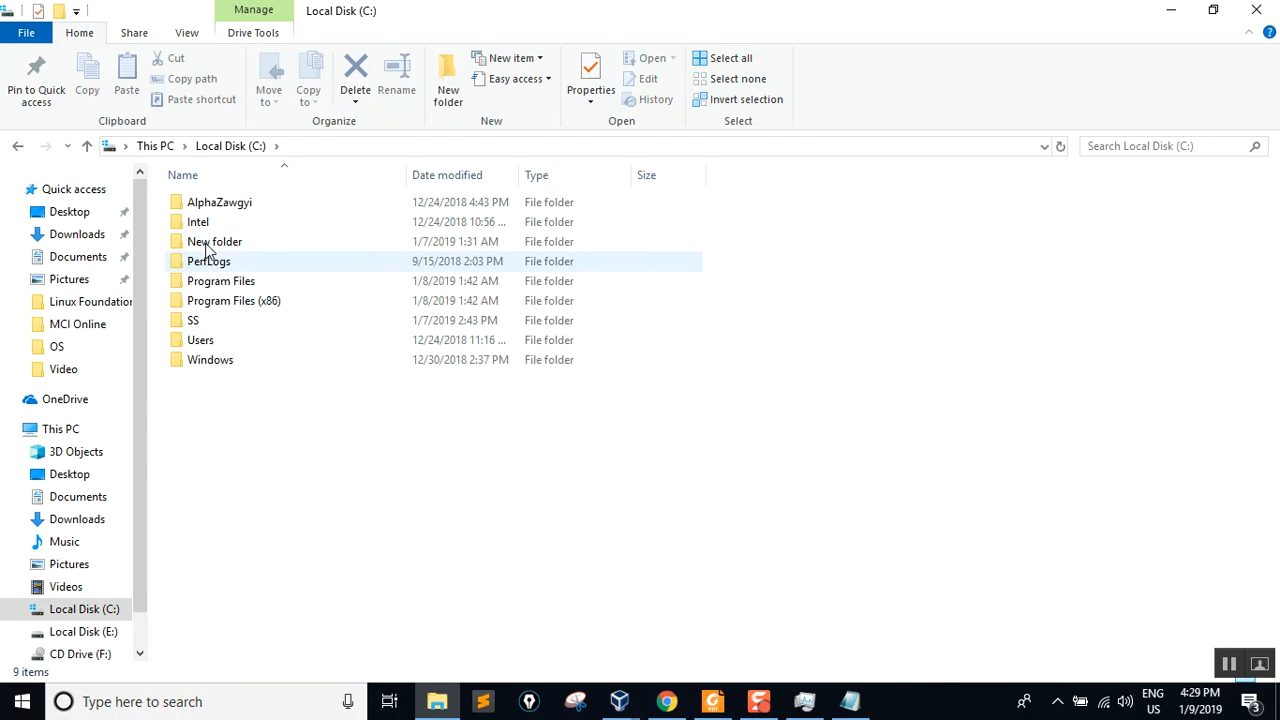 Manage
Local Disk (C:)
File
Home
Share
View
Drive Tools
Pin to Quick access
Copy
Paste
Cut
Copy path
Paste shortcut
Clipboard
Move to
Copy to
Delete
Rename
Organize
New folder
New item
Easy access
New
Properties
Open
Edit
History
Open
Select all
Select none
Invert selection
Select
This PC
Local Disk (C:)
Search Local Disk (C:)
Quick access
Desktop
Downloads
Documents
Pictures
Linux Foundation
MCI Online
OS
Video
OneDrive
This PC
3D Objects
Desktop
Documents
Downloads
Music
Pictures
Videos
Local Disk (C:)
Local Disk (E:)
CD Drive (F:)
Name Date modified Type Size
AlphaZawgyi 12/24/2018 4:43 PM File folder
Intel 12/24/2018 10:56 ... File folder
New folder 1/7/2019 1:31 AM File folder
PerfLogs 9/15/2018 2:03 PM File folder
Program Files 1/8/2019 1:42 AM File folder
Program Files (x86) 1/8/2019 1:42 AM File folder
SS 1/7/2019 2:43 PM File folder
Users 12/24/2018 11:16 ... File folder
Windows 12/30/2018 2:37 PM File folder
9 items
Type here to search
ENG
US
4:29 PM
1/9/2019
3